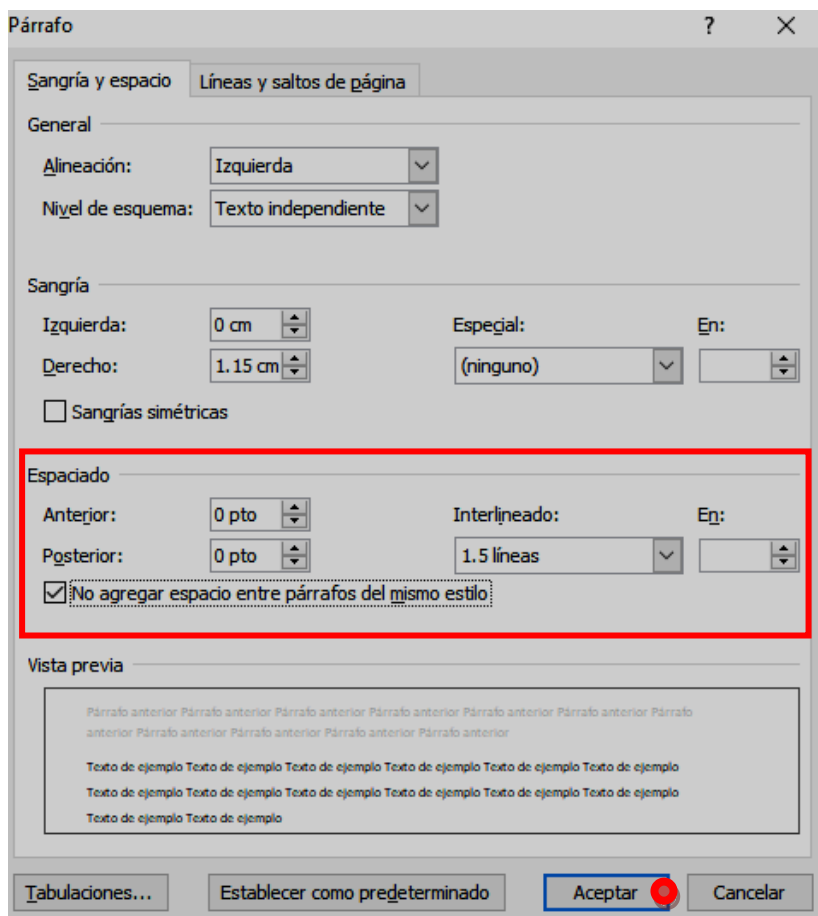 Párrafo ?
Sangría y espacio Líneas y saltos de página
General
Alineación: Izquierda
Nivel de esquema: Texto independiente
Sangría
Izquierda: 0 cm Especial: En:
Derecho: 1.15 cm (ninguno)
Sangrías simétricas
Espaciado
Anterior: 0 pto Interlineado: En:
Posterior: 0 pto 1.5 líneas
No agregar espacio entre párrafos del mismo estilo
Vista previa
Párrafo anterior Párrafo anterior Párrafo anterior Párrafo anterior Párrafo anterior Párrafo anterior Párrafo
anterior Párrafo anterior Párrafo anterior Párrafo anterior Párrafo anterior
Texto de ejemplo Texto de ejemplo Texto de ejemplo Texto de ejemplo Texto de ejemplo Texto de ejemplo
Texto de ejemplo Texto de ejemplo Texto de ejemplo Texto de ejemplo Texto de ejemplo Texto de ejemplo
Texto de ejemplo Texto de ejemplo
Tabulaciones... Establecer como predeterminado Aceptar Cancelar